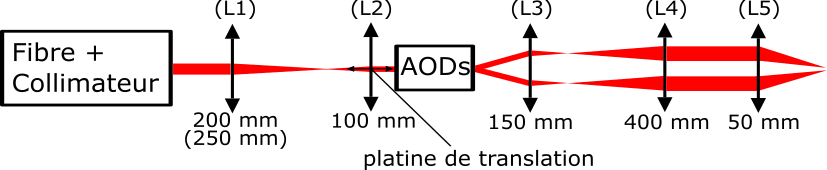 (L1)
(L2)
(L3)
(L4)
(L5)
Fibre +
Collimateur
AODs
200 mm
(250 mm)
100 mm
150 mm
400 mm
50 mm
platine de translation